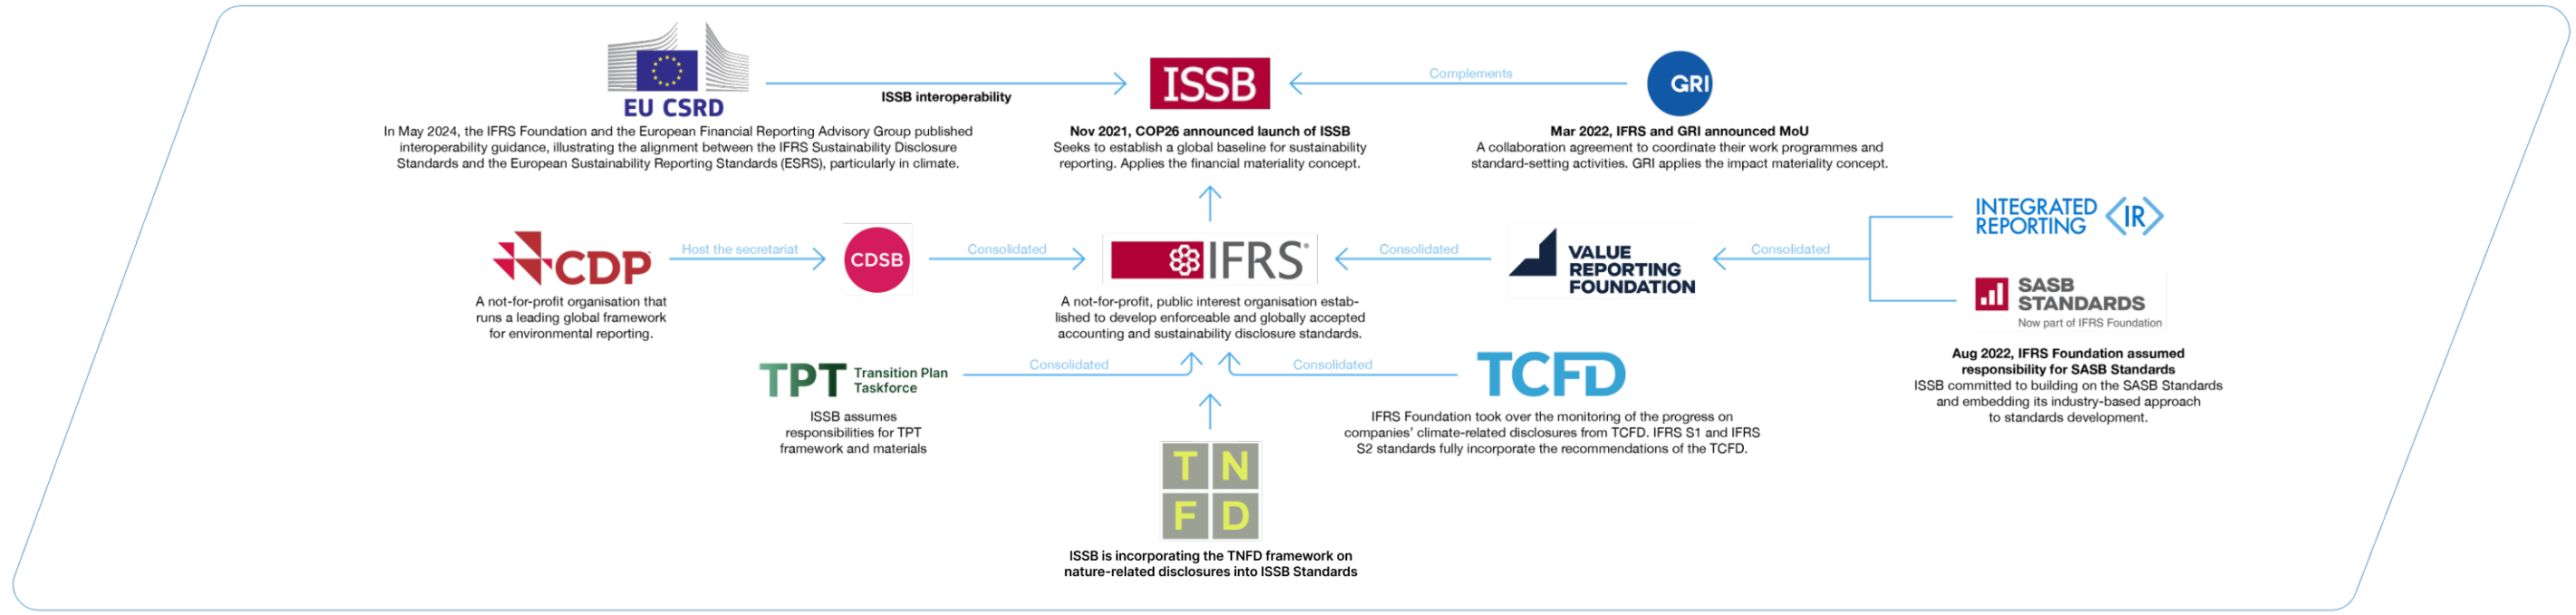 EU CSRD
In May 2024, the IFRS Foundation and the European Financial Reporting Advisory Group published
interoperability guidance, illustrating the alignment between the IFRS Sustainability Disclosure
Standards and the European Sustainability Reporting Standards (ESRS), particularly in climate.
ISSB interoperability
ISSB
Nov 2021, COP26 announced launch of ISSB
Seeks to establish a global baseline for sustainability
reporting. Applies the financial materiality concept.
Complements
GRI
Mar 2022, IFRS and GRI announced MoU
A collaboration agreement to coordinate their work programmes and
standard-setting activities. GRI applies the impact materiality concept.
CDP
A not-for-profit organisation that
runs a leading global framework
for environmental reporting.
Host the secretariat
CDSB
Consolidated
IFRS®
A not-for-profit, public interest organisation estab-
lished to develop enforceable and globally accepted
accounting and sustainability disclosure standards.
Consolidated
VALUE
REPORTING
FOUNDATION
Consolidated
INTEGRATED
REPORTING
IR
SASB
STANDARDS
Now part of IFRS Foundation
Aug 2022, IFRS Foundation assumed
responsibility for SASB Standards
ISSB committed to building on the SASB Standards
and embedding its industry-based approach
to standards development.
TPT
Transition Plan
Taskforce
ISSB assumes
responsibilities for TPT
framework and materials
Consolidated
Consolidated
TCFD
IFRS Foundation took over the monitoring of the progress on
companies' climate-related disclosures from TCFD. IFRS S1 and IFRS
S2 standards fully incorporate the recommendations of the TCFD.
T N
F D
ISSB is incorporating the TNFD framework on
nature-related disclosures into ISSB Standards